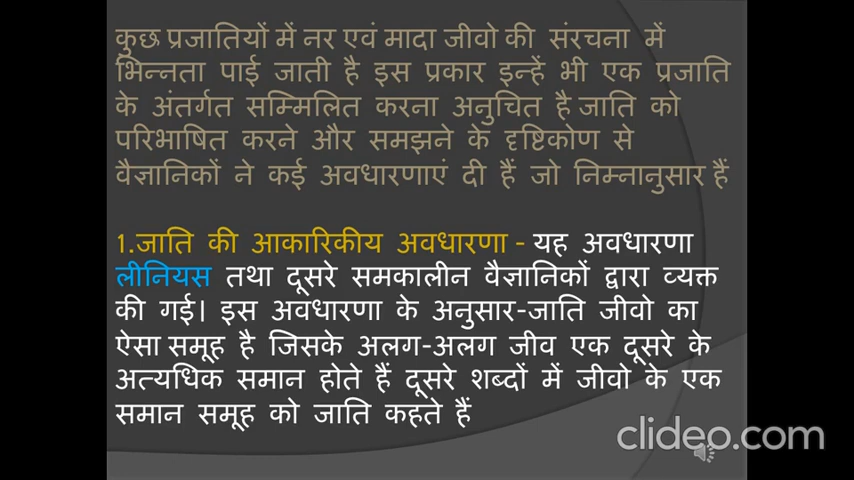 कुछ प्रजातियों में नर एवं मादा जीवो की संरचना में
भिन्नता पाई जाती है इस प्रकार इन्हें भी एक प्रजाति
के अंतर्गत सम्मिलित करना अनुचित है जाति को
परिभाषित करने और समझने के दृष्टिकोण से
वैज्ञानिकों ने कई अवधारणाएं दी हैं जो निम्नानुसार हैं
1.जाति की आकारिकीय अवधारणा - यह अवधारणा
लीनियस तथा दूसरे समकालीन वैज्ञानिकों द्वारा व्यक्त
की गई। इस अवधारणा के अनुसार-जाति जीवो का
ऐसा समूह है जिसके अलग-अलग जीव एक दूसरे के
अत्यधिक समान होते हैं दूसरे शब्दों में जीवो के एक
समान समूह को जाति कहते हैं
clideo.com